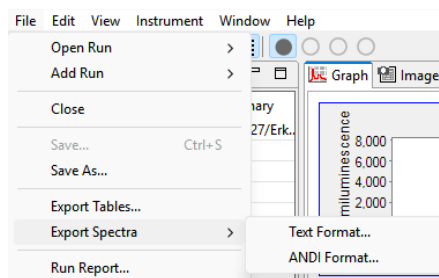 File Edit View Instrument Window Help
Open Run >
Add Run >
Graph Image
Close
nary
27/Erk..
Save... Ctrl+S
Save As...
Export Tables...
Export Spectra >
Run Report...
Text Format...
ANDI Format...
miluminescence
8,000
6,000
4,000
2,000